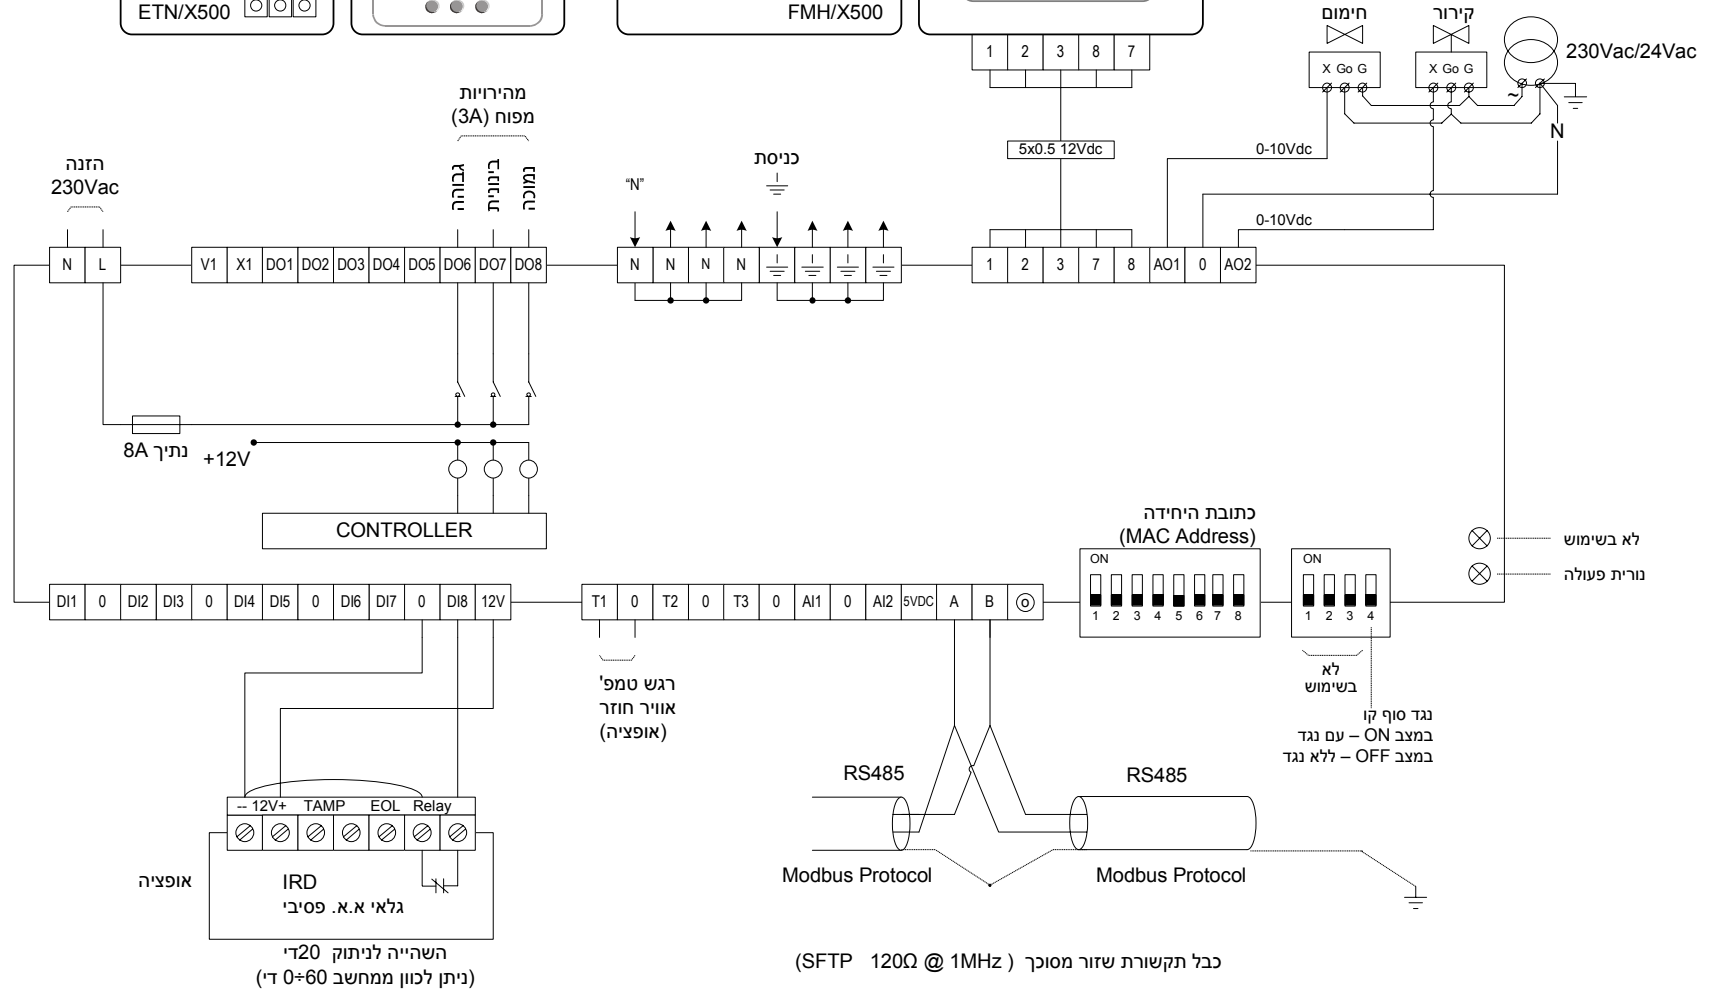 ETN/X500
FMH/X500
1 2 3 8 7
חימום
קירור
X Go G
X Go G
230Vac/24Vac
~
N
5x0.5 12Vdc
0-10Vdc
0-10Vdc
מהירויות
מפוח (3A)
גבוהה
בינונית
נמוכה
הזנה
230Vac
"N"
כניסת
N L
V1 X1 DO1 DO2 DO3 DO4 DO5 DO6 DO7 DO8
N N N N
1 2 3 7 8 AO1 0 AO2
נתיך 8A
+12V
CONTROLLER
כתובת היחידה
(MAC Address)
ON
1 2 3 4 5 6 7 8
ON
1 2 3 4
לא בשימוש
נורית פעולה
DI1 0 DI2 DI3 0 DI4 DI5 0 DI6 DI7 0 DI8 12V
T1 0 T2 0 T3 0 AI1 0 AI2 5VDC A B
רגש טמפ'
אוויר חוזר
(אופציה)
לא
בשימוש
נגד סוף קו
במצב ON – עם נגד
במצב OFF – ללא נגד
RS485
RS485
Modbus Protocol
Modbus Protocol
-- 12V+ TAMP EOL Relay
אופציה
IRD
גלאי א.א. פסיבי
השהייה לניתוק 20די
(ניתן לכוון ממחשב 60÷0 די)
כבל תקשורת שזור מסוכך (SFTP 120Ω @ 1MHz)